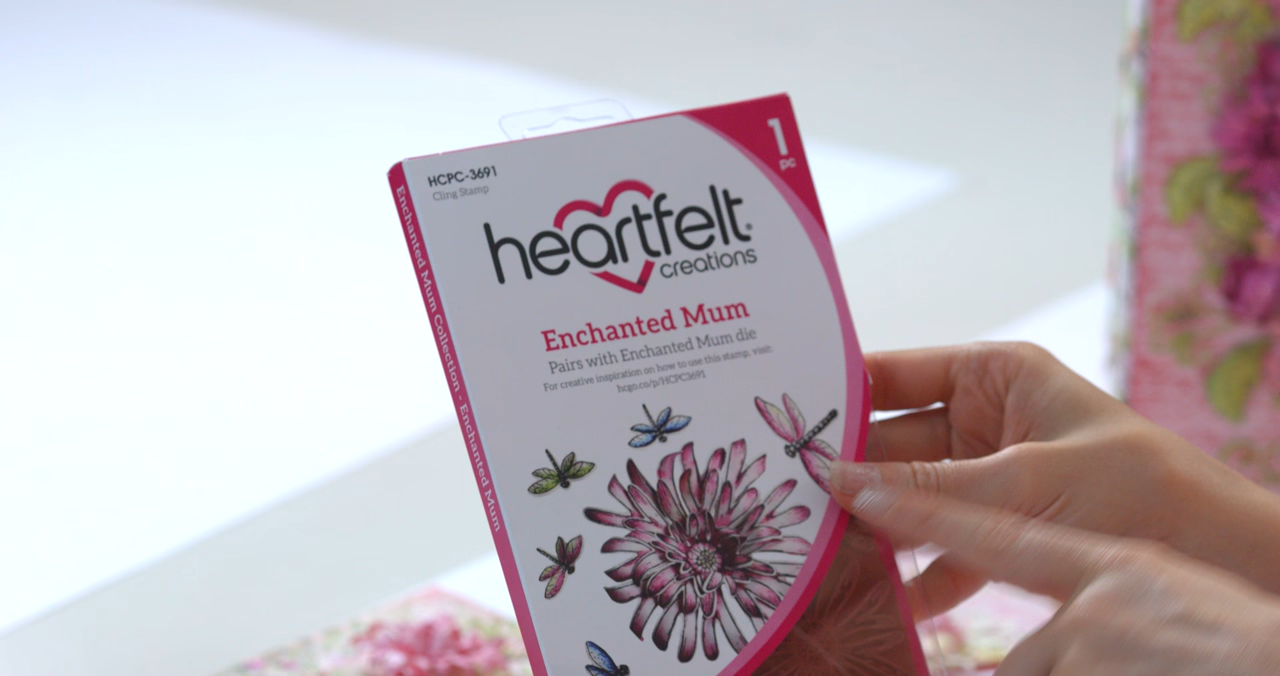 HCPC-3691
Cling Stamp
1
pc
heartfelt®
creations
Enchanted Mum
Pairs with Enchanted Mum die
For creative inspiration on how to use this stamp, visit:
hcgo.co/p/HCPC3691
Enchanted Mum Collection - Enchanted Mum